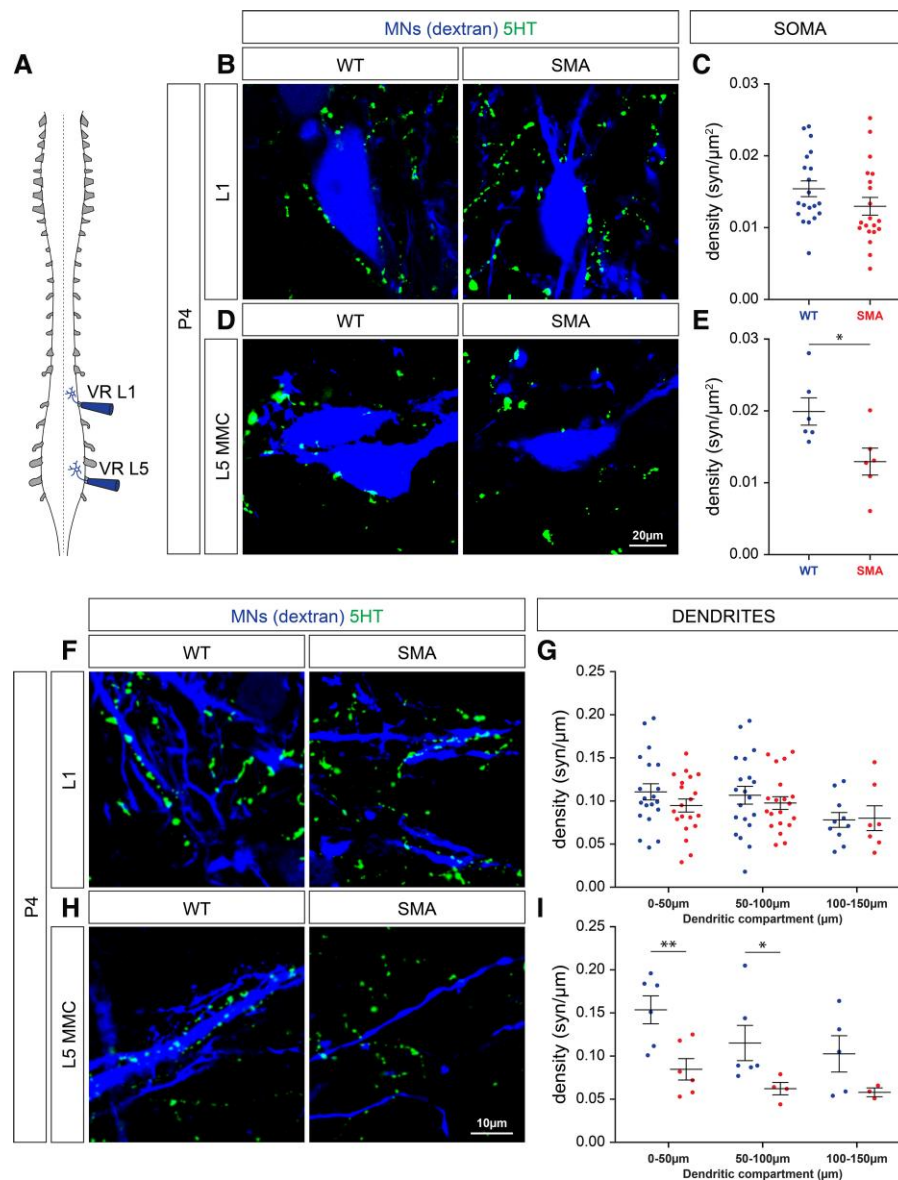 MNs (dextran) 5HT
SOMA
A
B
WT
SMA
C
P4
L1
0.03
0.02
0.01
0.00
density (syn/µm²)
WT
SMA
VR L1
VR L5
D
WT
SMA
E
L5 MMC
20µm
*
0.03
0.02
0.01
0.00
density (syn/µm²)
WT
SMA
MNs (dextran) 5HT
DENDRITES
F
WT
SMA
G
P4
L1
0.25
0.20
0.15
0.10
0.05
0.00
density (syn/µm)
0-50µm
50-100µm
100-150µm
Dendritic compartment (µm)
H
WT
SMA
I
L5 MMC
10µm
**
*
0.25
0.20
0.15
0.10
0.05
0.00
density (syn/µm)
0-50µm
50-100µm
100-150µm
Dendritic compartment (µm)